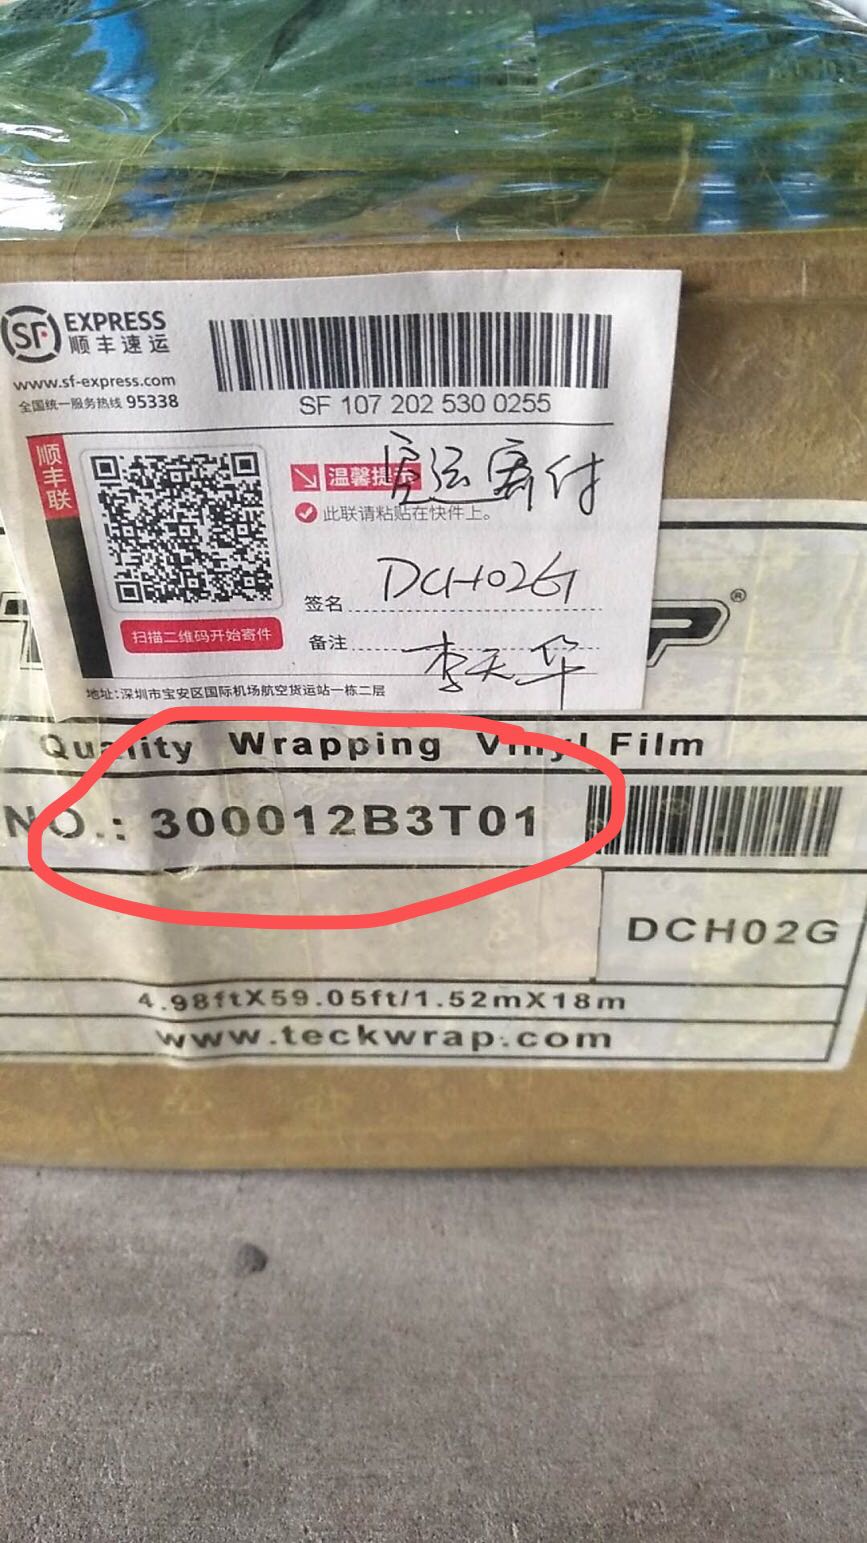 SF EXPRESS
顺丰速运
www.sf-express.com
全国统一服务热线 95338
SF 107 202 530 0255
顺丰联
温馨提
此联请粘贴在快件上。
签名 DCH02G
备注 李天华
扫描二维码开始寄件
地址:深圳市宝安区国际机场航空货运站一栋二层
P®
Quality Wrapping Vinyl Film
NO.: 300012B3T01
DCH02G
4.98ftX59.05ft/1.52mX18m
www.teckwrap.com